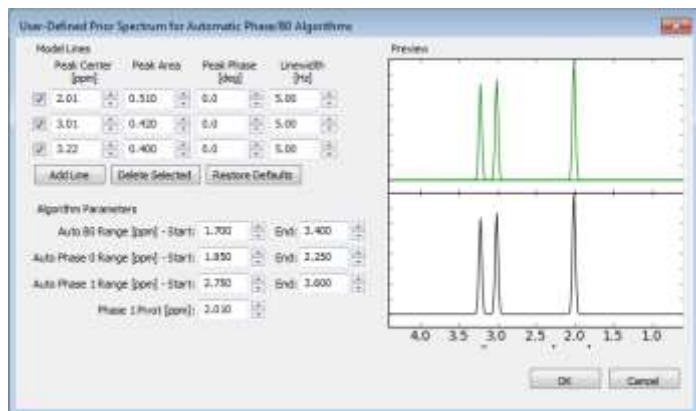 User-Defined Prior Spectrum for Automatic Phase/B0 Algorithms
Model Lines
Peak Center [ppm] Peak Area Peak Phase [deg] Linewidth [Hz]
2.01 0.510 0.0 5.00
3.01 0.420 0.0 5.00
3.22 0.400 0.0 5.00
Add Line Delete Selected Restore Defaults
Algorithm Parameters
Auto B0 Range [ppm] - Start: 1.700 End: 3.400
Auto Phase 0 Range [ppm] - Start: 1.850 End: 2.250
Auto Phase 1 Range [ppm] - Start: 2.750 End: 3.600
Phase 1 Pivot [ppm]: 2.010
Preview
4.0 3.5 3.0 2.5 2.0 1.5 1.0
OK Cancel